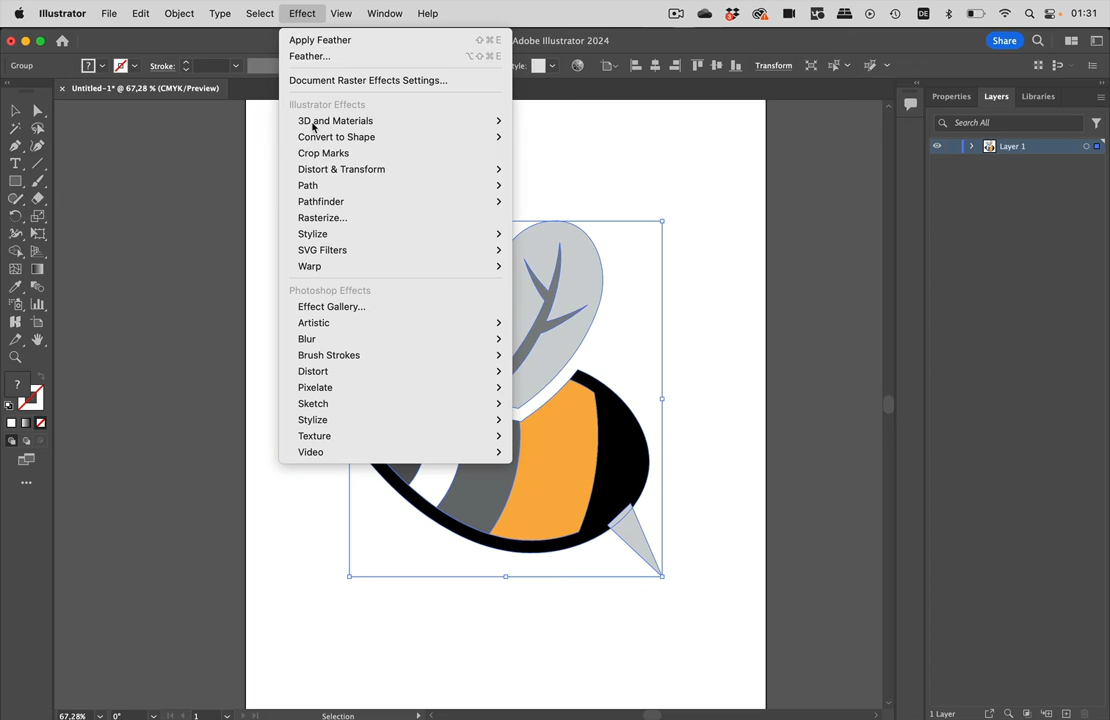 Illustrator File Edit Object Type Select Effect View Window Help DE 01:31
Adobe Illustrator 2024 Share
Group ? Stroke: Style: Transform
× Untitled-1* @ 67,28 % (CMYK/Preview)
Apply Feather ⇧⌘E
Feather... ⌥⇧⌘E
Document Raster Effects Settings...
Illustrator Effects
3D and Materials
Convert to Shape
Crop Marks
Distort & Transform
Path
Pathfinder
Rasterize...
Stylize
SVG Filters
Warp
Photoshop Effects
Effect Gallery...
Artistic
Blur
Brush Strokes
Distort
Pixelate
Sketch
Stylize
Texture
Video
Properties Layers Libraries
Search All
Layer 1
?
67,28% 0° 1 Selection
1 Layer